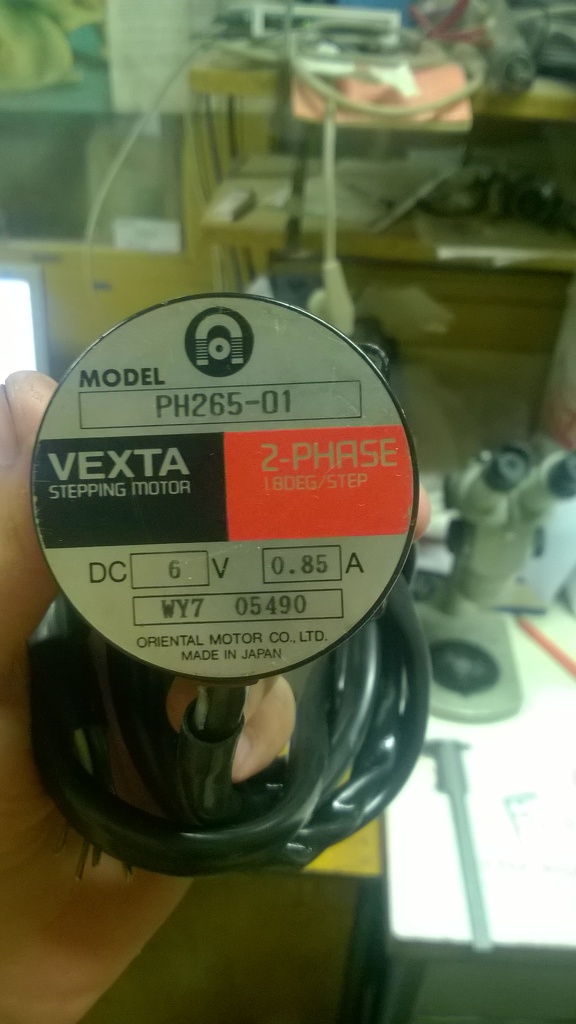 MODEL
PH265-01
VEXTA
STEPPING MOTOR
2-PHASE
1.8DEG/STEP
DC 6 V 0.85 A
WY7 05490
ORIENTAL MOTOR CO., LTD.
MADE IN JAPAN